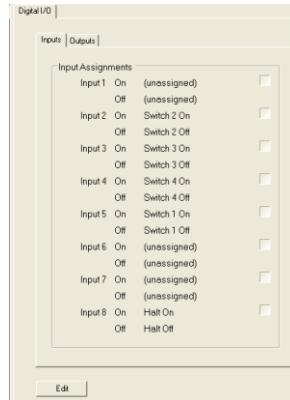 Digital I/O
Inputs Outputs
Input Assignments
Input 1 On (unassigned)
Off (unassigned)
Input 2 On Switch 2 On
Off Switch 2 Off
Input 3 On Switch 3 On
Off Switch 3 Off
Input 4 On Switch 4 On
Off Switch 4 Off
Input 5 On Switch 1 On
Off Switch 1 Off
Input 6 On (unassigned)
Off (unassigned)
Input 7 On (unassigned)
Off (unassigned)
Input 8 On Halt On
Off Halt Off
Edit